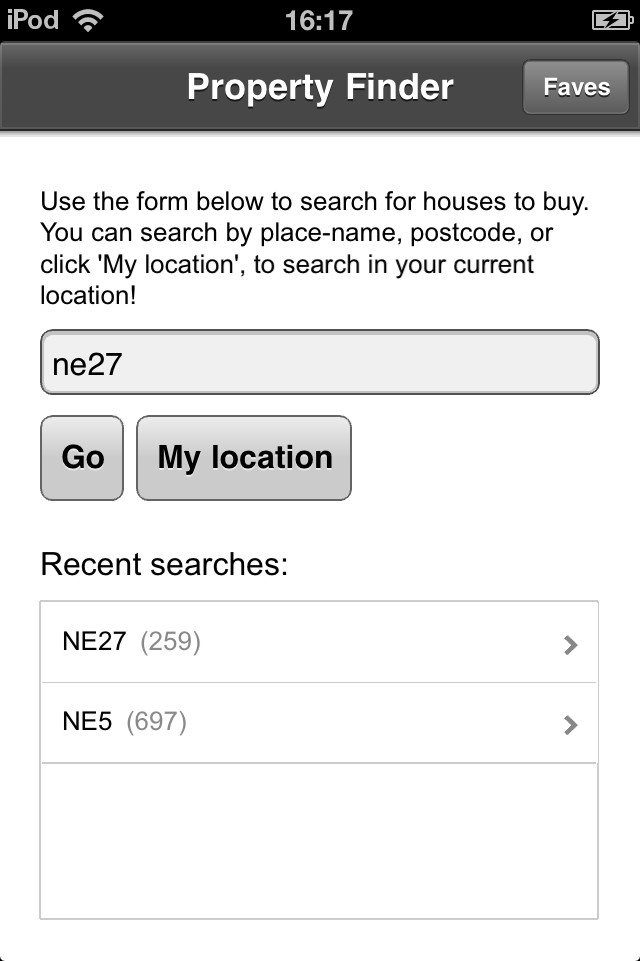 iPod 16:17
Property Finder Faves
Use the form below to search for houses to buy.
You can search by place-name, postcode, or
click 'My location', to search in your current
location!
ne27
Go My location
Recent searches:
NE27 (259)
NE5 (697)